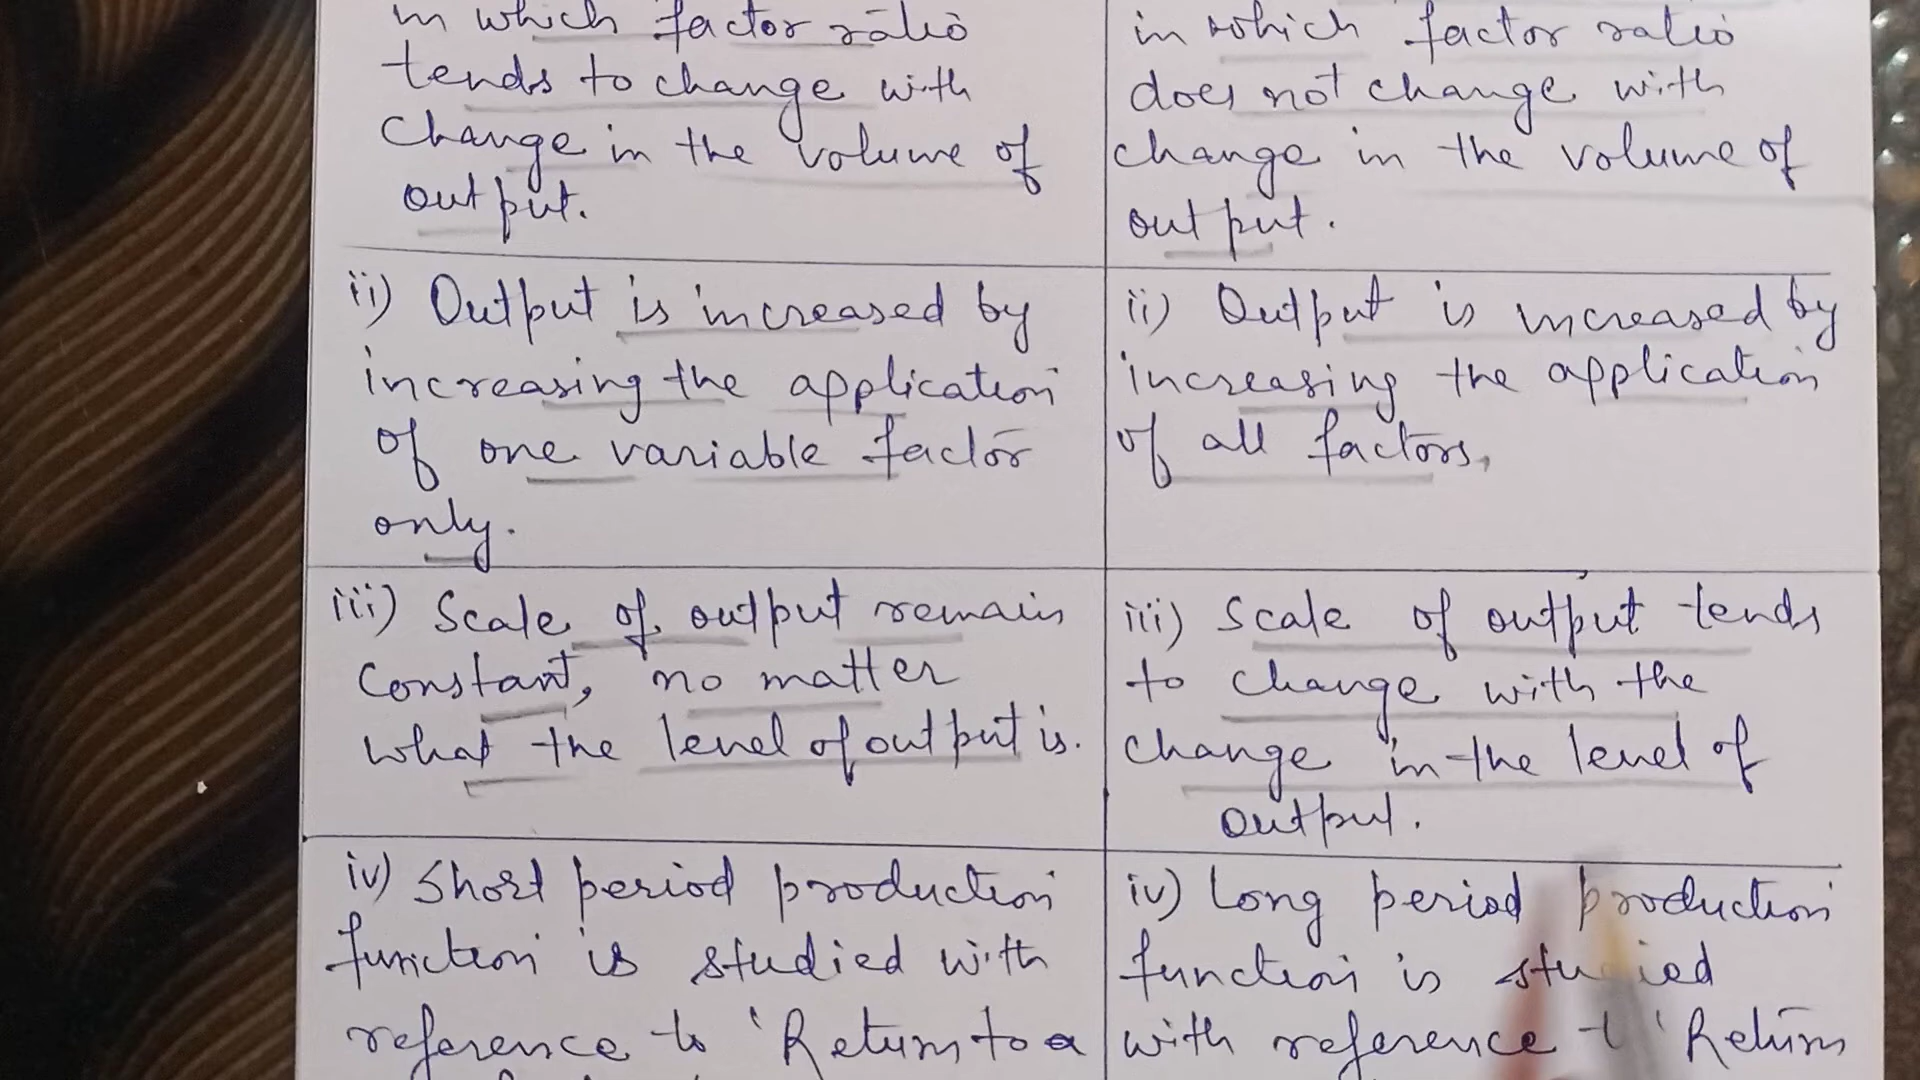 in which factor ratio
tends to change with
change in the volume of
output.
ii) Output is increased by
increasing the application
of one variable factor
only.
iii) Scale of output remain
constant, no matter
what the level of output is.
iv) Short period production
function is studied with
reference to 'Return to a
in which factor ratio
does not change with
change in the volume of
output.
ii) Output is increased by
increasing the application
of all factors,
iii) Scale of output tends
to change with the
change in the level of
output.
iv) Long period production
function is studied
with reference t 'Return